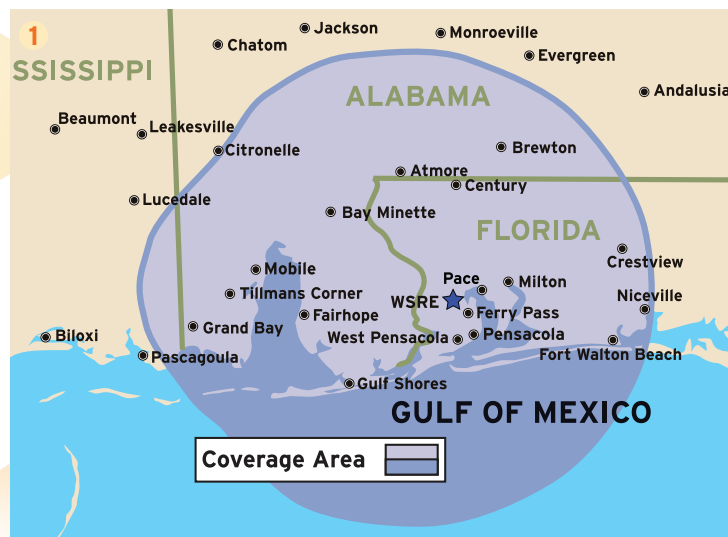 1
Jackson
Monroeville
Chatom
Evergreen
SSISSIPPI
ALABAMA
Andalusia
Beaumont
Leakesville
Citronelle
Brewton
Atmore
Century
Lucedale
Bay Minette
FLORIDA
Crestview
Mobile
Pace
Milton
Tillmans Corner
WSRE
Niceville
Fairhope
Ferry Pass
Grand Bay
Biloxi
West Pensacola
Pensacola
Pascagoula
Fort Walton Beach
Gulf Shores
GULF OF MEXICO
Coverage Area